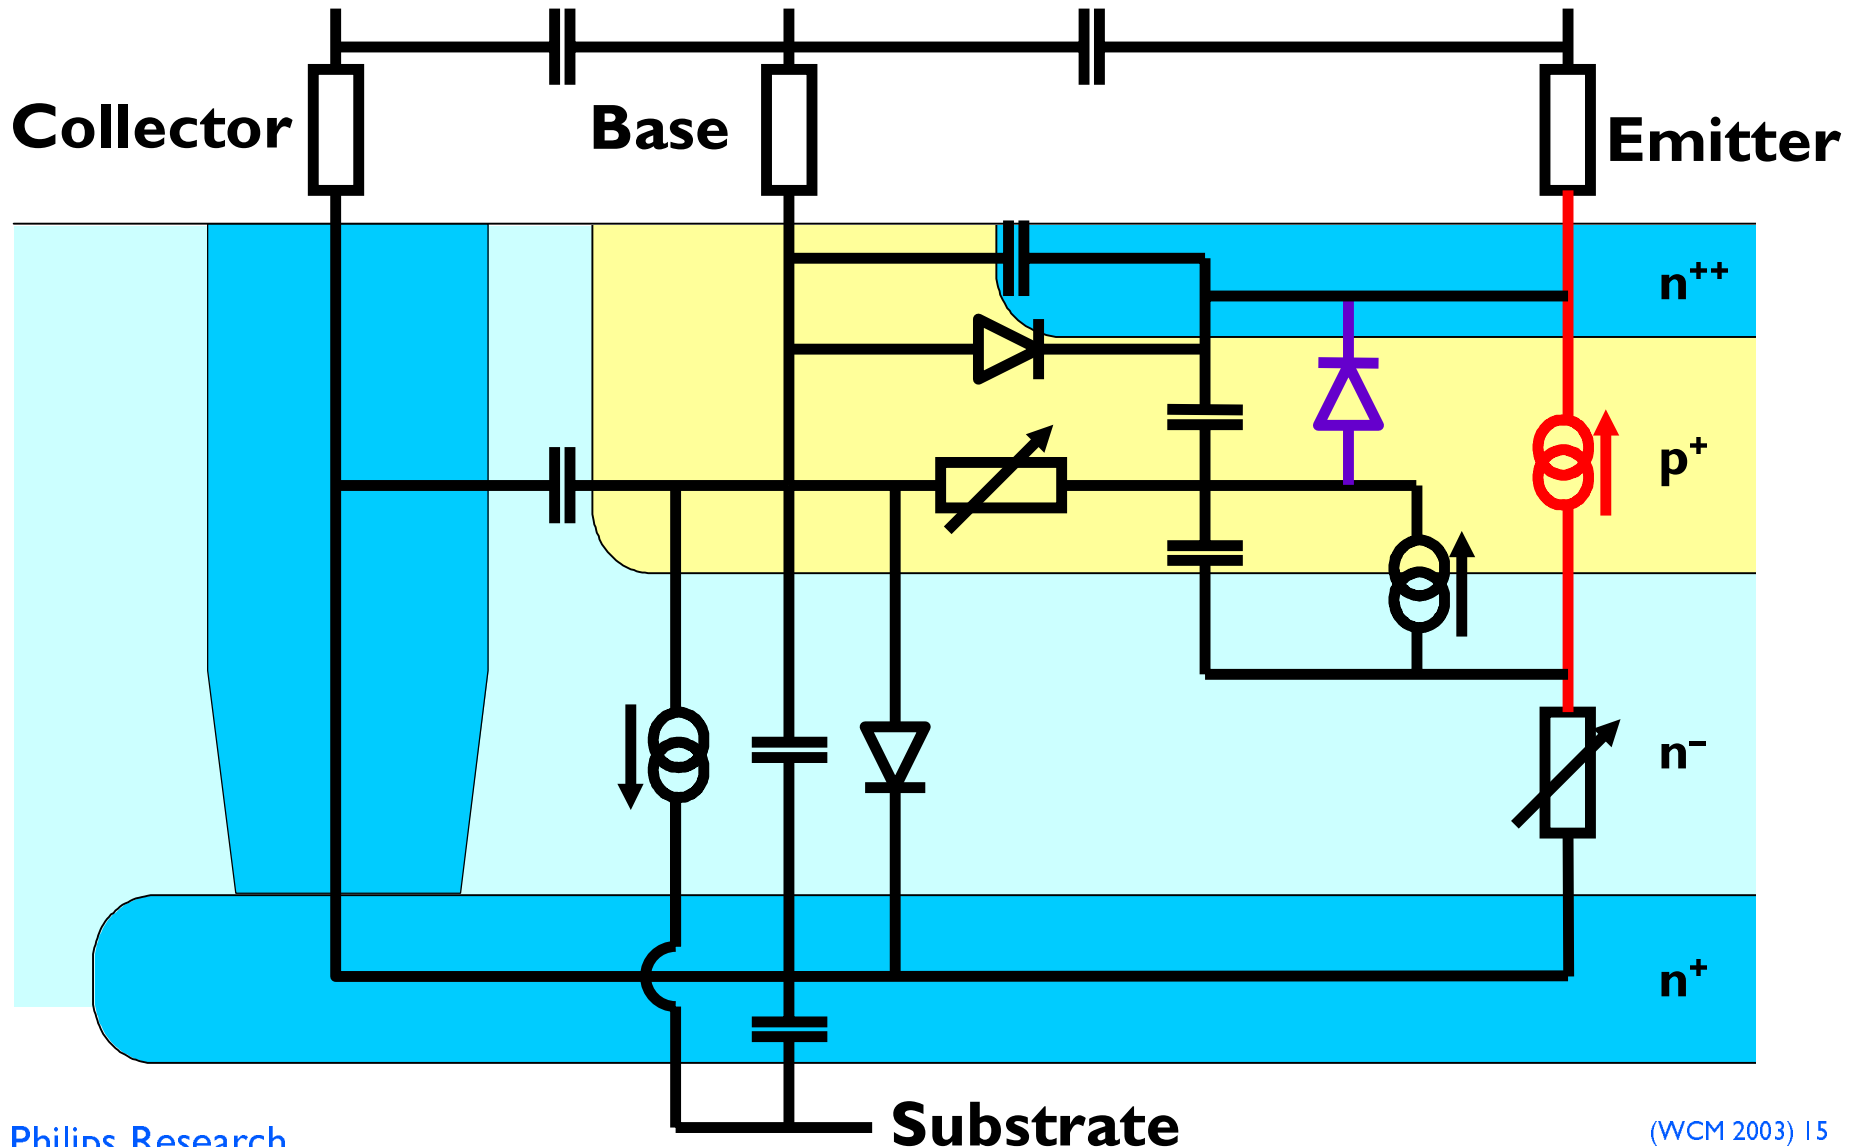 Collector
Base
Emitter
n++
p+
n−
n+
Substrate
Philips Research
(WCM 2003) 15